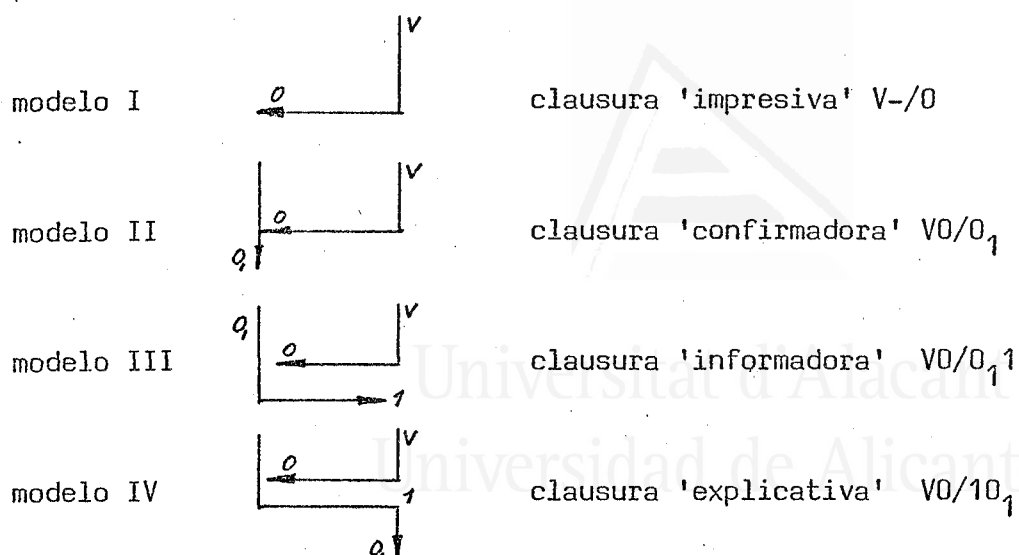 V
modelo I 0 clausura 'impresiva' V-/0
V
modelo II 0 clausura 'confirmadora' V0/0₁
0₁
0₁ V
modelo III 0 clausura 'informadora' V0/0₁1
1
V
0
modelo IV 1 clausura 'explicativa' V0/10₁
0₁
Universitat d'Alacant
Universidad de Alicant